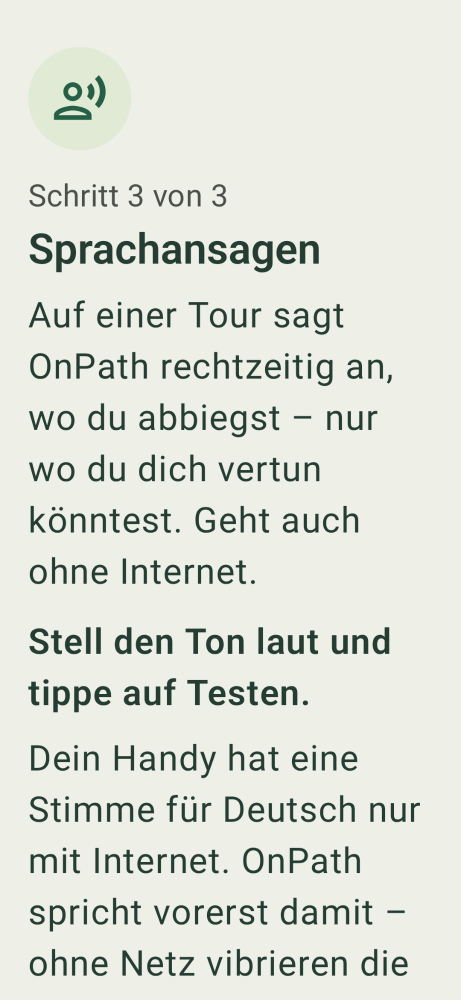 Schritt 3 von 3
Sprachansagen
Auf einer Tour sagt
OnPath rechtzeitig an,
wo du abbiegst – nur
wo du dich vertun
könntest. Geht auch
ohne Internet.
Stell den Ton laut und
tippe auf Testen.
Dein Handy hat eine
Stimme für Deutsch nur
mit Internet. OnPath
spricht vorerst damit –
ohne Netz vibrieren die